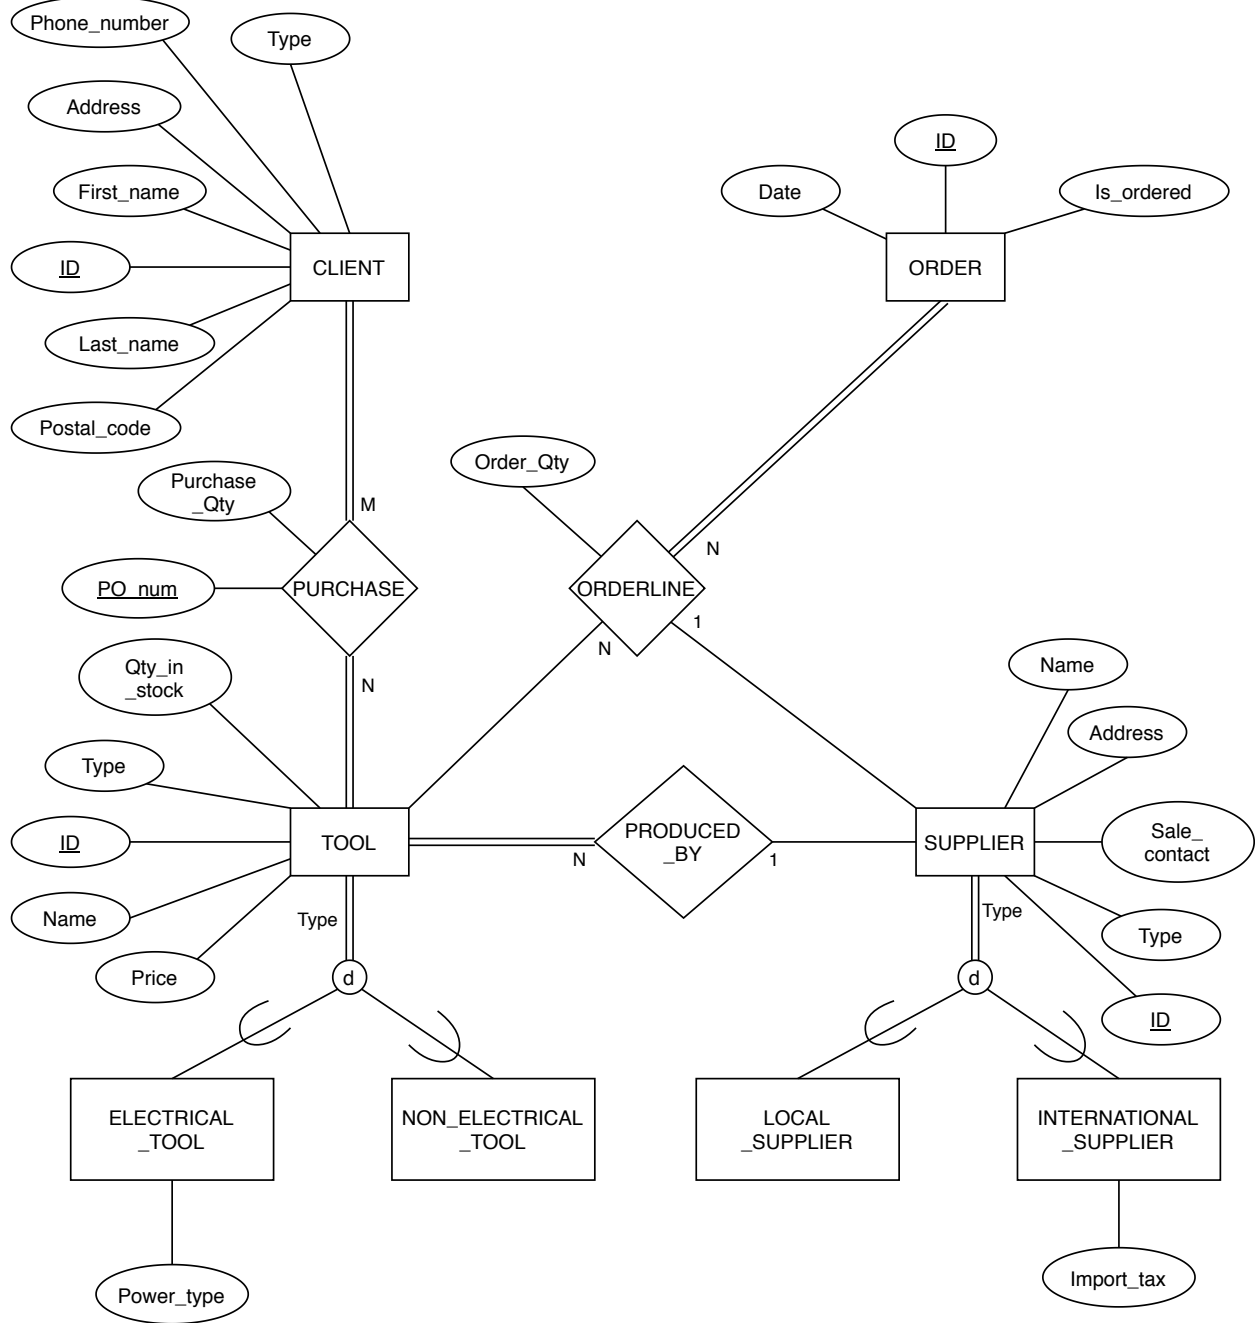 Phone_number
Type
Address
ID
First_name
Date
Is_ordered
ID
CLIENT
ORDER
Last_name
Postal_code
Order_Qty
Purchase
_Qty
M
N
PO_num
PURCHASE
ORDERLINE
1
N
Qty_in
_stock
N
Name
Address
Type
ID
TOOL
N
PRODUCED
_BY
1
SUPPLIER
Sale_
contact
Name
Type
Type
Type
Price
d
d
ID
ELECTRICAL
_TOOL
NON_ELECTRICAL
_TOOL
LOCAL
_SUPPLIER
INTERNATIONAL
_SUPPLIER
Power_type
Import_tax